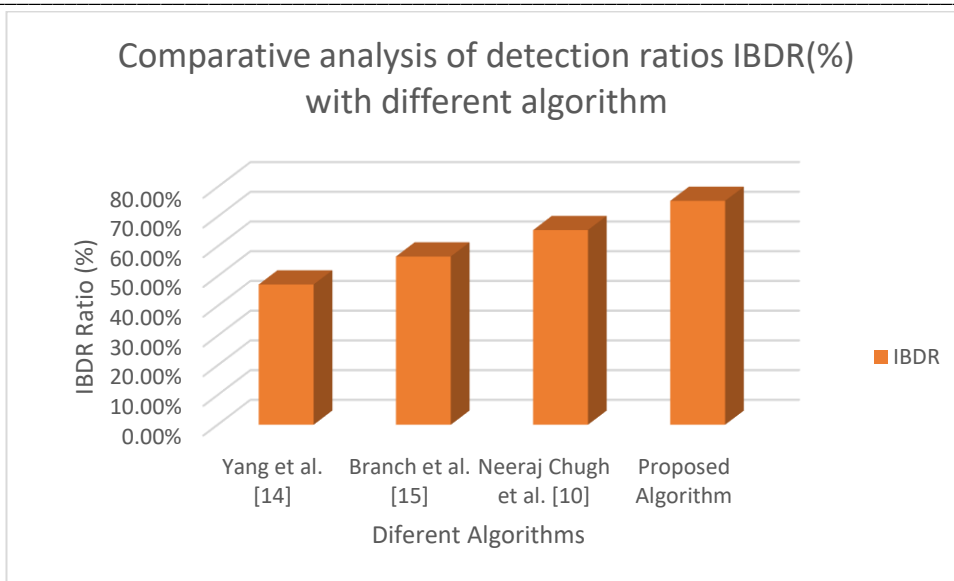 Comparative analysis of detection ratios IBDR(%)
with different algorithm
80.00%
70.00%
60.00%
50.00%
40.00%
30.00%
20.00%
10.00%
0.00%
IBDR Ratio (%)
Yang et al. [14]
Branch et al. [15]
Neeraj Chugh et al. [10]
Proposed Algorithm
Diferent Algorithms
IBDR